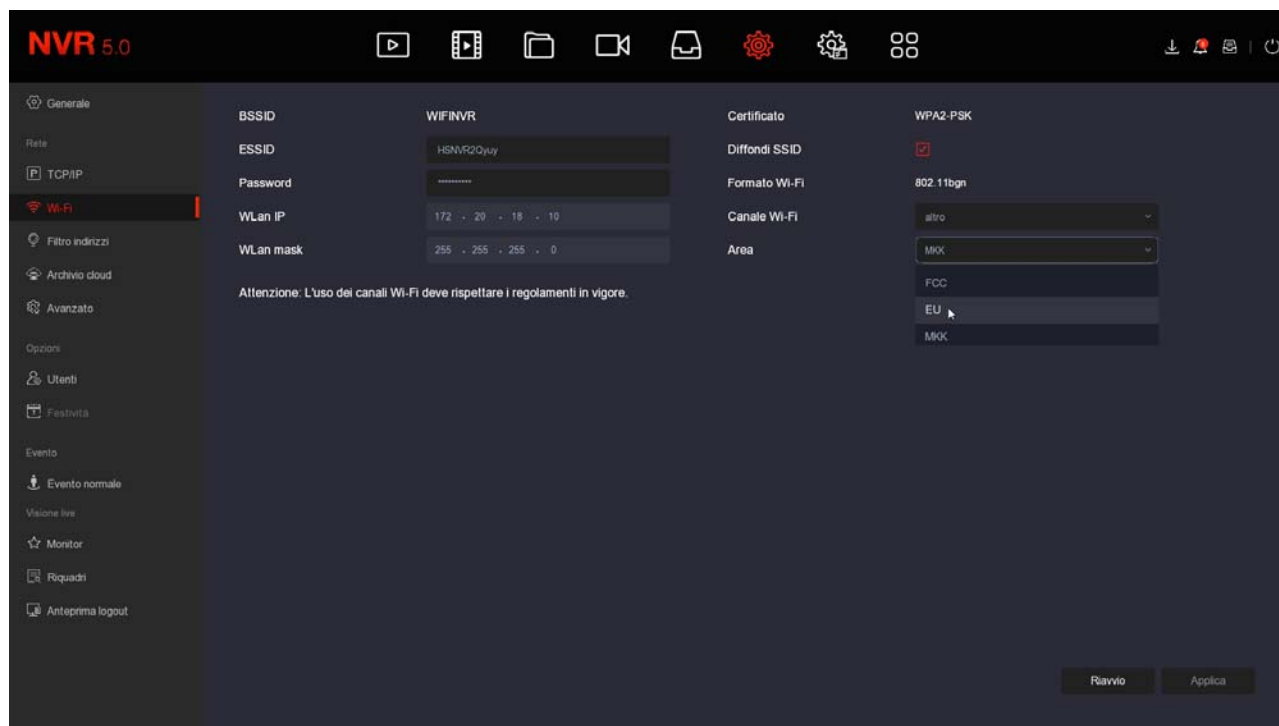 NVR 5.0
Generale
Rete
TCP/IP
Wi-Fi
Filtro indirizzi
Archivio cloud
Avanzato
Opzioni
Utenti
Festività
Evento
Evento normale
Visione live
Monitor
Riquadri
Anteprima logout
BSSID WIFINVR
ESSID HSNVR2Qyuy
Password **********
WLan IP 172 . 20 . 18 . 10
WLan mask 255 . 255 . 255 . 0
Attenzione: L'uso dei canali Wi-Fi deve rispettare i regolamenti in vigore.
Certificato WPA2-PSK
Diffondi SSID
Formato Wi-Fi 802.11bgn
Canale Wi-Fi altro
Area MKK
FCC
EU
MKK
Riavvio Applica